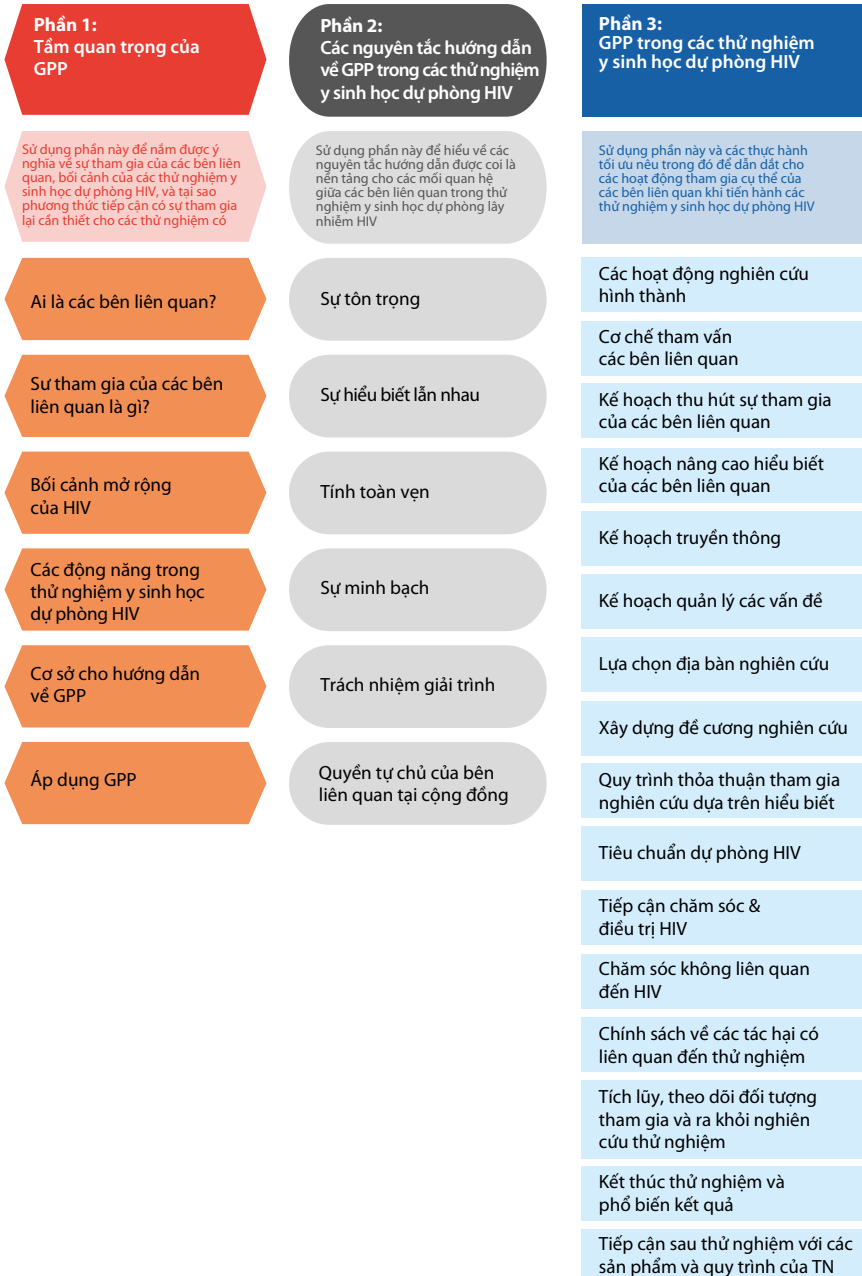 Phần 1:
Tầm quan trọng của
GPP
Sử dụng phần này để nắm được ý
nghĩa về sự tham gia của các bên liên
quan, bối cảnh của các thử nghiệm y
sinh học dự phòng HIV, và tại sao
phương thức tiếp cận có sự tham gia
lại cần thiết cho các thử nghiệm có
Ai là các bên liên quan?
Sư tham gia của các bên
liên quan là gì?
Bối cảnh mở rộng
của HIV
Các động năng trong
thử nghiệm y sinh học
dự phòng HIV
Cơ sở cho hướng dẫn
về GPP
Áp dụng GPP
Phần 2:
Các nguyên tắc hướng dẫn
về GPP trong các thử nghiệm
y sinh học dự phòng HIV
Sử dụng phần này để hiểu về các
nguyên tắc hướng dẫn được coi là
nền tảng cho các mối quan hệ
giữa các bên liên quan trong thử
nghiệm y sinh học dự phòng lây
nhiễm HIV
Sự tôn trọng
Sự hiểu biết lẫn nhau
Tính toàn vẹn
Sự minh bạch
Trách nhiệm giải trình
Quyền tự chủ của bên
liên quan tại cộng đồng
Phần 3:
GPP trong các thử nghiệm
y sinh học dự phòng HIV
Sử dụng phần này và các thực hành
tối ưu nêu trong đó để dẫn dắt cho
các hoạt động tham gia cụ thể của
các bên liên quan khi tiến hành các
thử nghiệm y sinh học dự phòng HIV
Các hoạt động nghiên cứu
hình thành
Cơ chế tham vấn
các bên liên quan
Kế hoạch thu hút sự tham gia
của các bên liên quan
Kế hoạch nâng cao hiểu biết
của các bên liên quan
Kế hoạch truyền thông
Kế hoạch quản lý các vấn đề
Lựa chọn địa bàn nghiên cứu
Xây dựng đề cương nghiên cứu
Quy trình thỏa thuận tham gia
nghiên cứu dựa trên hiểu biết
Tiêu chuẩn dự phòng HIV
Tiếp cận chăm sóc &
điều trị HIV
Chăm sóc không liên quan
đến HIV
Chính sách về các tác hại có
liên quan đến thử nghiệm
Tích lũy, theo dõi đối tượng
tham gia và ra khỏi nghiên
cứu thử nghiệm
Kết thúc thử nghiệm và
phổ biến kết quả
Tiếp cận sau thử nghiệm với các
sản phẩm và quy trình của TN